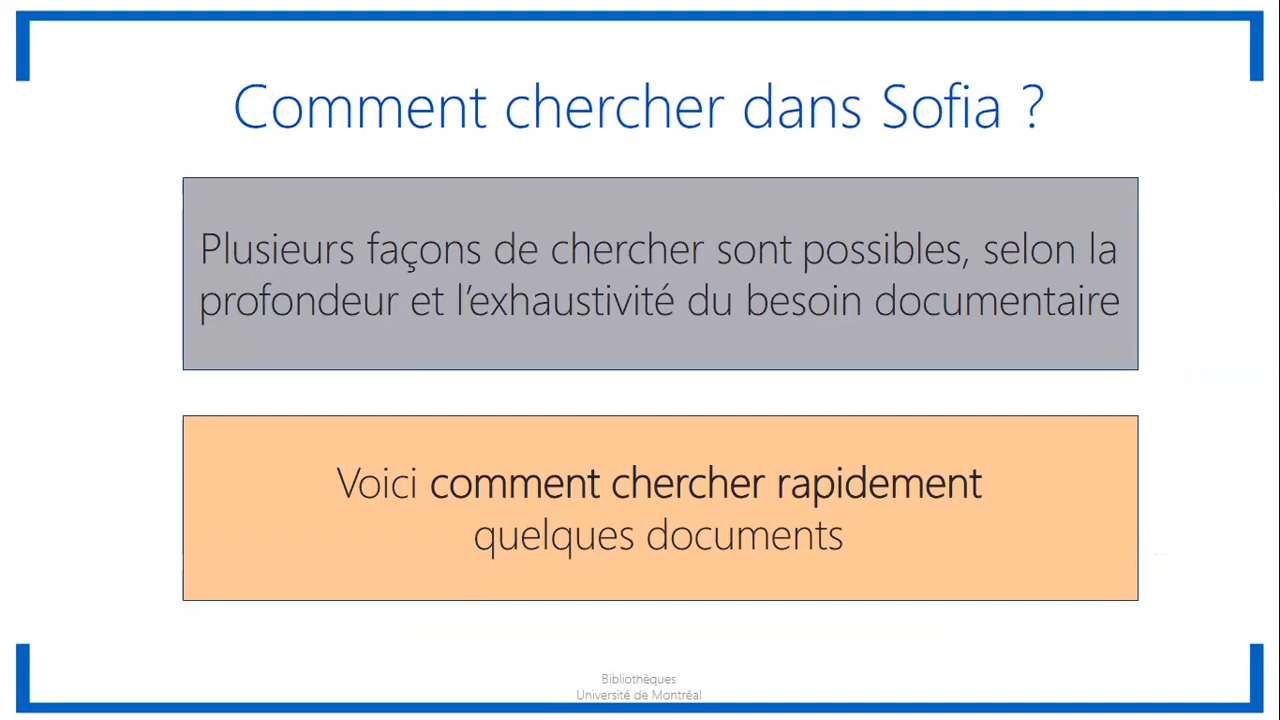 Comment chercher dans Sofia ?
Plusieurs façons de chercher sont possibles, selon la
profondeur et l’exhaustivité du besoin documentaire
Voici comment chercher rapidement
quelques documents
Bibliothèques
Université de Montréal